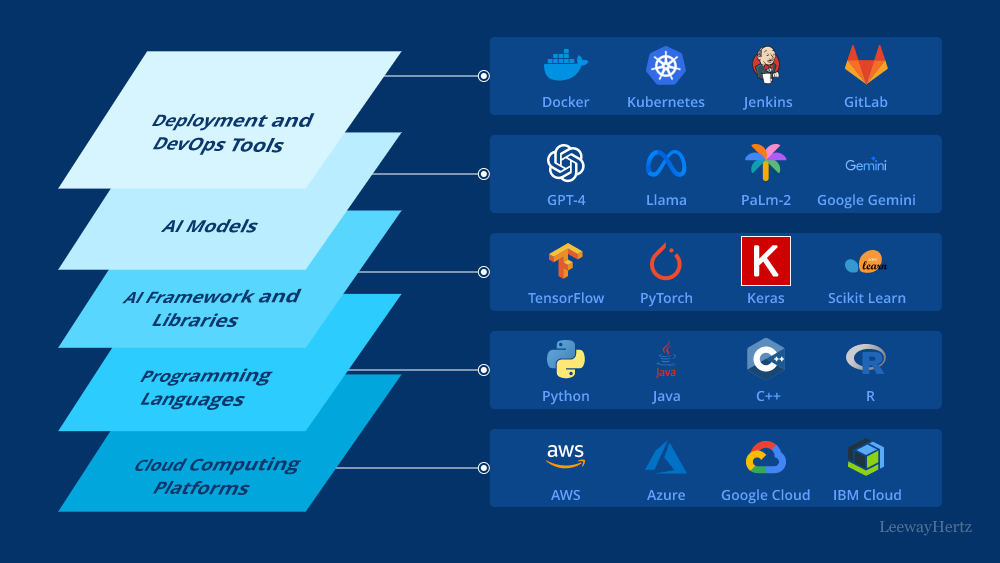 Deployment and
DevOps Tools
Docker
Kubernetes
Jenkins
GitLab
AI Models
Gemini
GPT-4
Llama
PaLm-2
Google Gemini
AI Framework and
Libraries
K
learn
TensorFlow
PyTorch
Keras
Scikit Learn
Programming
Languages
Java
C++
R
Python
Java
C++
R
Cloud Computing
Platforms
aws
AWS
Azure
Google Cloud
IBM Cloud
LeewayHertz